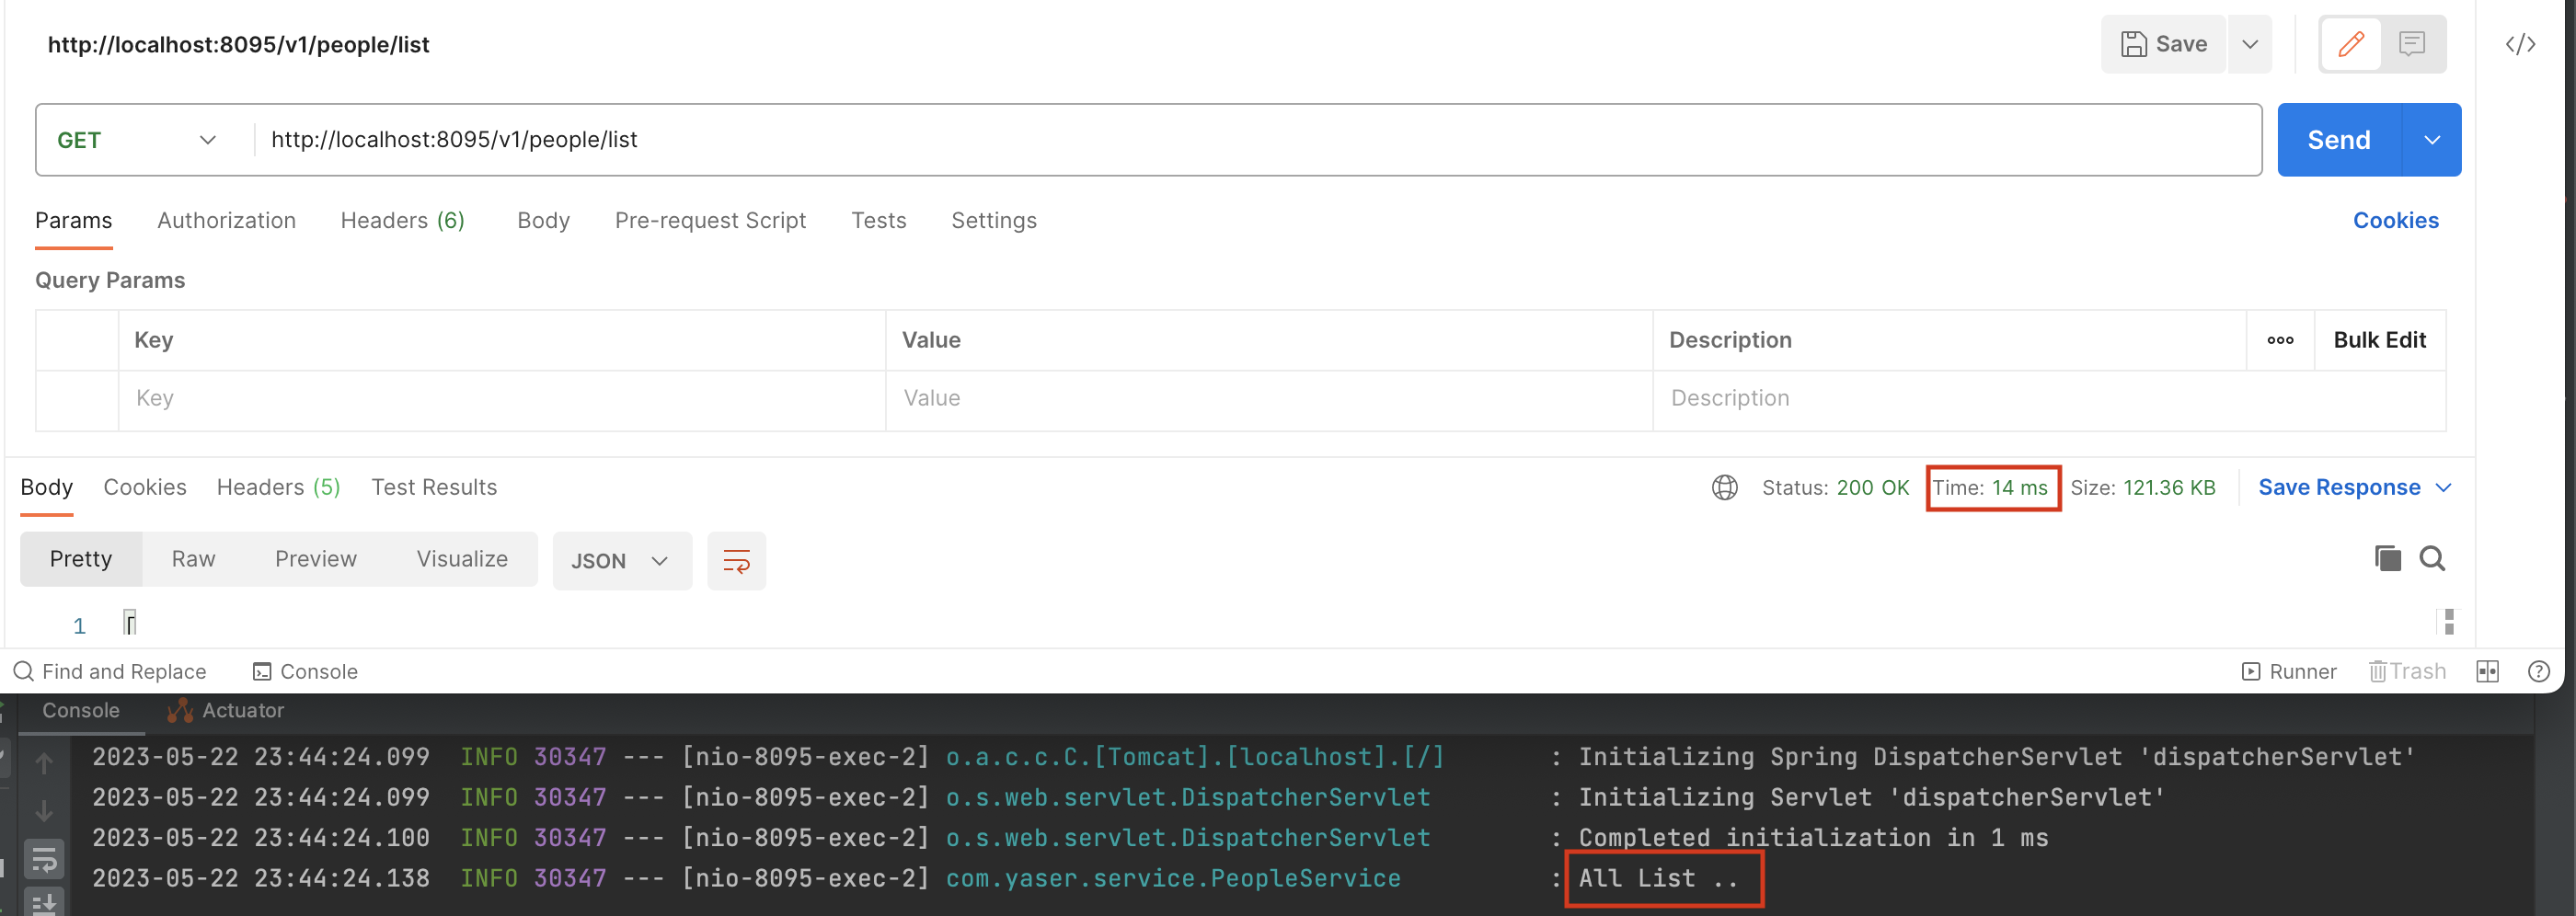 http://localhost:8095/v1/people/list
Save
GET http://localhost:8095/v1/people/list Send
Params Authorization Headers (6) Body Pre-request Script Tests Settings Cookies
Query Params
Key Value Description Bulk Edit
Key Value Description
Body Cookies Headers (5) Test Results Status: 200 OK Time: 14 ms Size: 121.36 KB Save Response
Pretty Raw Preview Visualize JSON
1 [
Find and Replace Console Runner Trash
Console Actuator
2023-05-22 23:44:24.099 INFO 30347 --- [nio-8095-exec-2] o.a.c.c.C.[Tomcat].[localhost].[/] : Initializing Spring DispatcherServlet 'dispatcherServlet'
2023-05-22 23:44:24.099 INFO 30347 --- [nio-8095-exec-2] o.s.web.servlet.DispatcherServlet : Initializing Servlet 'dispatcherServlet'
2023-05-22 23:44:24.100 INFO 30347 --- [nio-8095-exec-2] o.s.web.servlet.DispatcherServlet : Completed initialization in 1 ms
2023-05-22 23:44:24.138 INFO 30347 --- [nio-8095-exec-2] com.yaser.service.PeopleService : All List ..